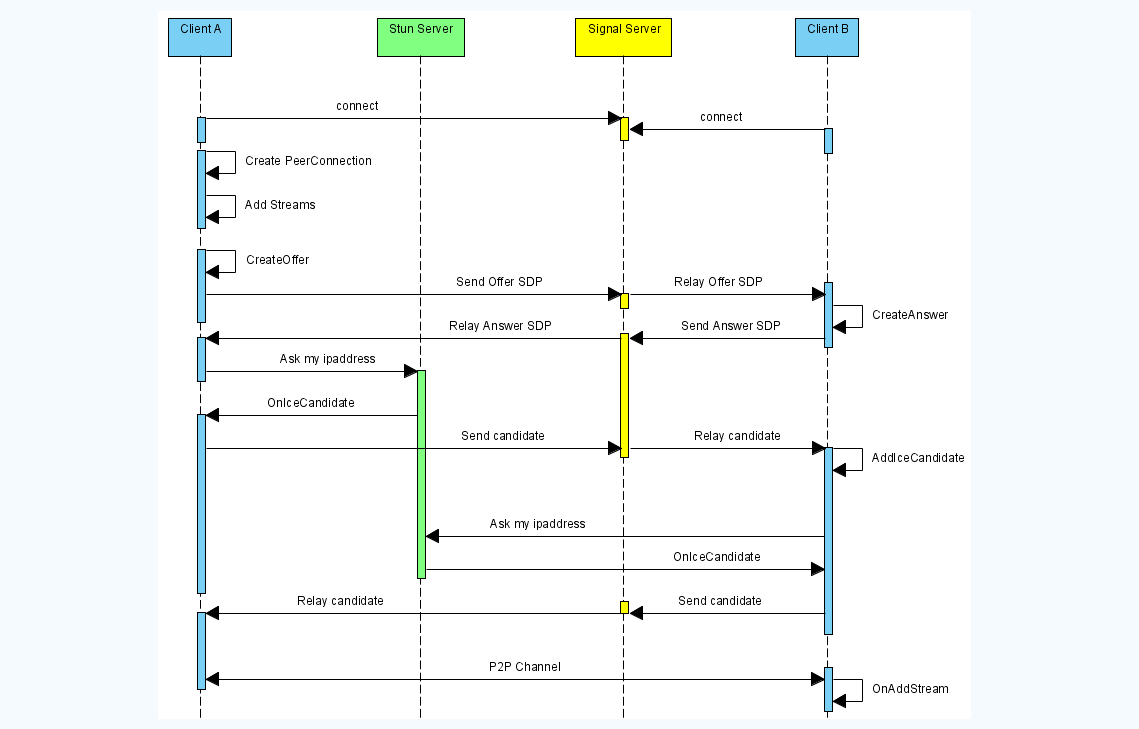 Client A
Stun Server
Signal Server
Client B
connect
connect
Create PeerConnection
Add Streams
CreateOffer
Send Offer SDP
Relay Offer SDP
CreateAnswer
Relay Answer SDP
Send Answer SDP
Ask my ipaddress
OnIceCandidate
Send candidate
Relay candidate
AddIceCandidate
Ask my ipaddress
OnIceCandidate
Relay candidate
Send candidate
P2P Channel
OnAddStream